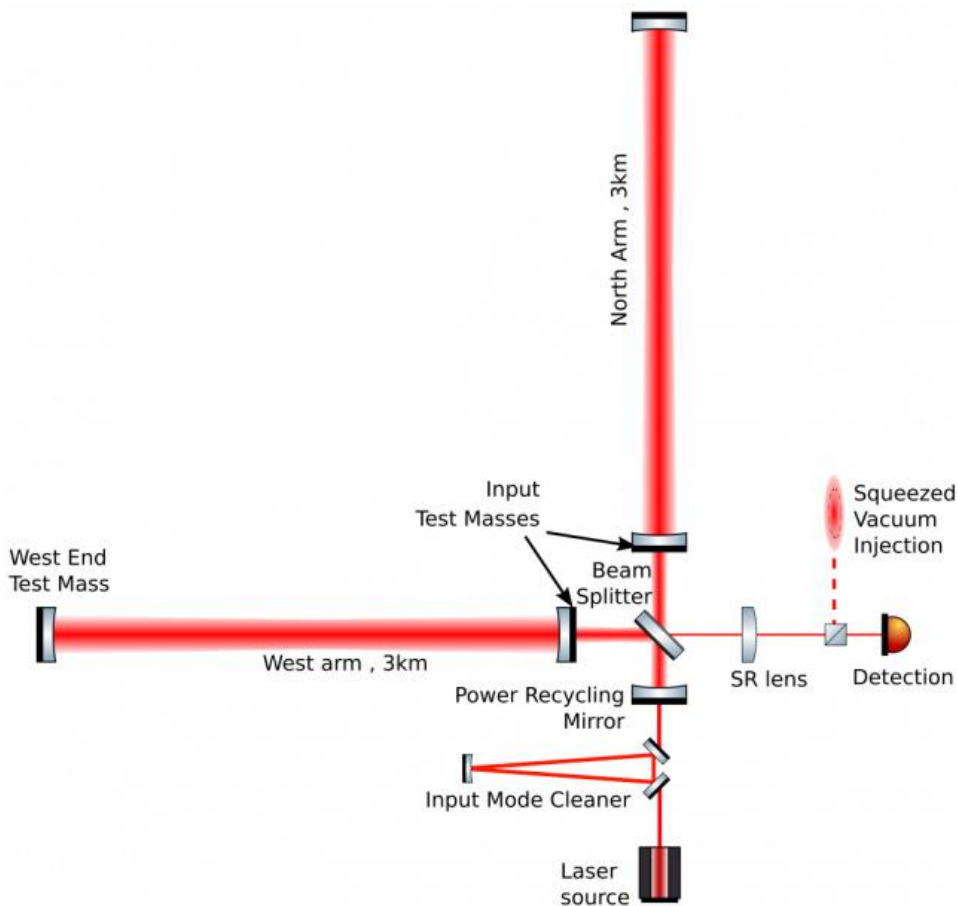 North Arm , 3km
Input
Test Masses
Squeezed
Vacuum
Injection
West End
Test Mass
Beam
Splitter
West arm , 3km
SR lens
Detection
Power Recycling
Mirror
Input Mode Cleaner
Laser
source